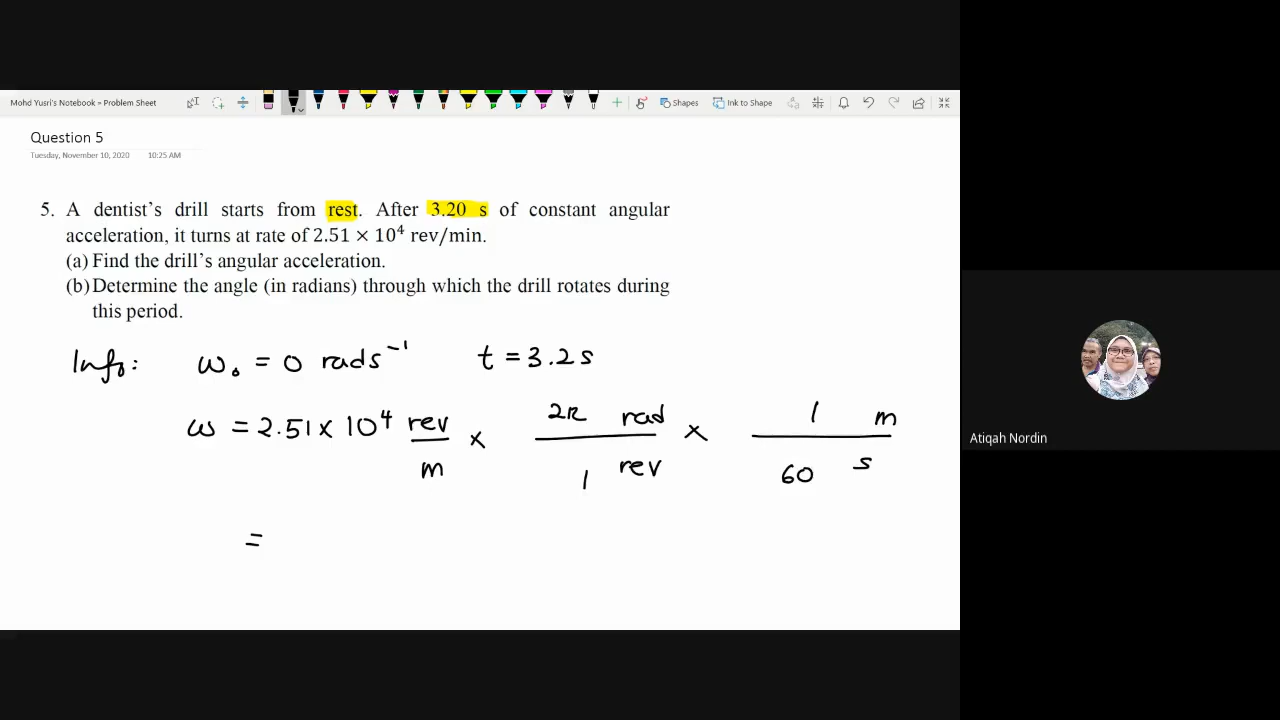 Mohd Yusri's Notebook » Problem Sheet
Shapes
Ink to Shape
Question 5
Tuesday, November 10, 2020 10:25 AM
5. A dentist's drill starts from rest. After 3.20 s of constant angular
acceleration, it turns at rate of 2.51 × 10⁴ rev/min.
(a) Find the drill's angular acceleration.
(b) Determine the angle (in radians) through which the drill rotates during
this period.
Info: ω₀ = 0 rads⁻¹ t = 3.2 s
ω = 2.51 x 10⁴ rev/m x 2π rad/1 rev x 1 m/60 s
=
Atiqah Nordin